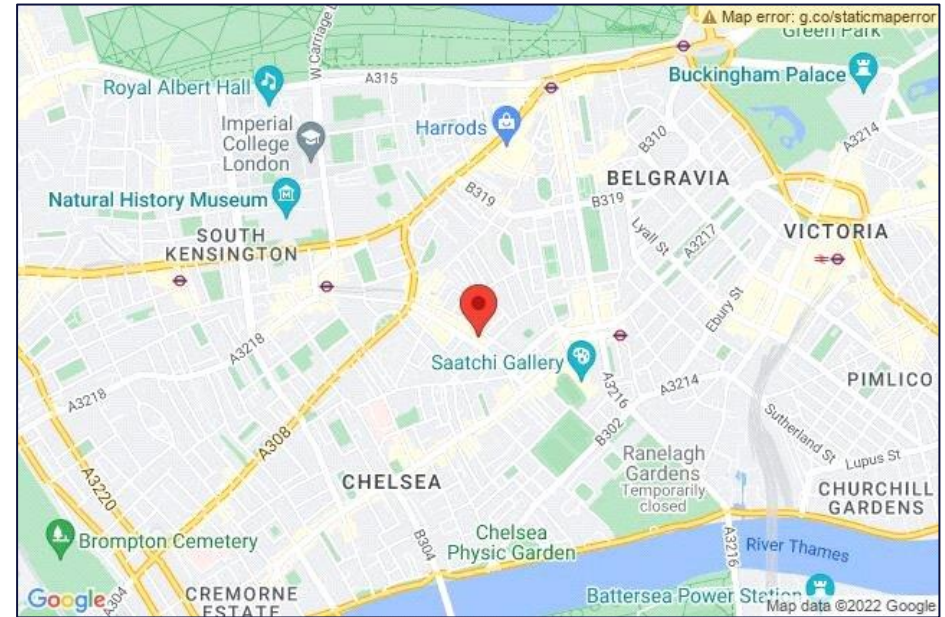 Map error: g.co/staticmaperror
Green Park
W Carriage D
A315
Royal Albert Hall
Buckingham Palace
Imperial
College
London
Harrods
B310
A3214
Natural History Museum
B319
BELGRAVIA
B319
SOUTH
KENSINGTON
Lyall St
A3217
VICTORIA
Ebury St
A3218
Saatchi Gallery
A3218
A3216
A3214
PIMLICO
A308
B302
Sutherland St
Lupus St
Ranelagh
Gardens
Temporarily
closed
CHELSEA
A3220
CHURCHILL
GARDENS
Brompton Cemetery
B304
Chelsea
Physic Garden
A3216
River Thames
A304
CREMORNE
ESTATE
Battersea Power Station
Google
Map data ©2022 Google